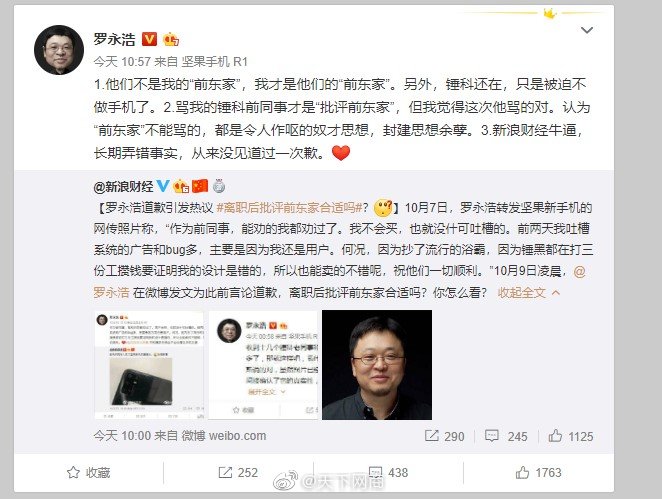 罗永浩
今天 10:57 来自 坚果手机 R1
1.他们不是我的“前东家”，我才是他们的“前东家”。另外，锤科还在，只是被迫不
做手机了。2.骂我的锤科前同事才是“批评前东家”，但我觉得这次他骂的对。认为
“前东家”不能骂的，都是令人作呕的奴才思想，封建思想余孽。3.新浪财经牛逼，
长期弄错事实，从来没见道过一次歉。
@新浪财经
【罗永浩道歉引发热议 #离职后批评前东家合适吗#？】10月7日，罗永浩转发坚果新手机的
网传照片称，“作为前同事，能劝的我都劝过了。我不会买，也就没什可吐槽的。前两天我吐槽
系统的广告和bug多，主要是因为我还是用户。何况，因为抄了流行的浴霸，因为锤黑都在打三
份工攒钱要证明我的设计是错的，所以也能卖的不错呢，祝他们一切顺利。”10月9日凌晨，@
罗永浩 在微博发文为此前言论道歉，离职后批评前东家合适吗？你怎么看？ 收起全文
罗永浩
今天 00:58 来自 坚果手机
展开全文
收藏
今天 10:00 来自 微博 weibo.com
290
245
1125
收藏
252
438
1763
@天下网商